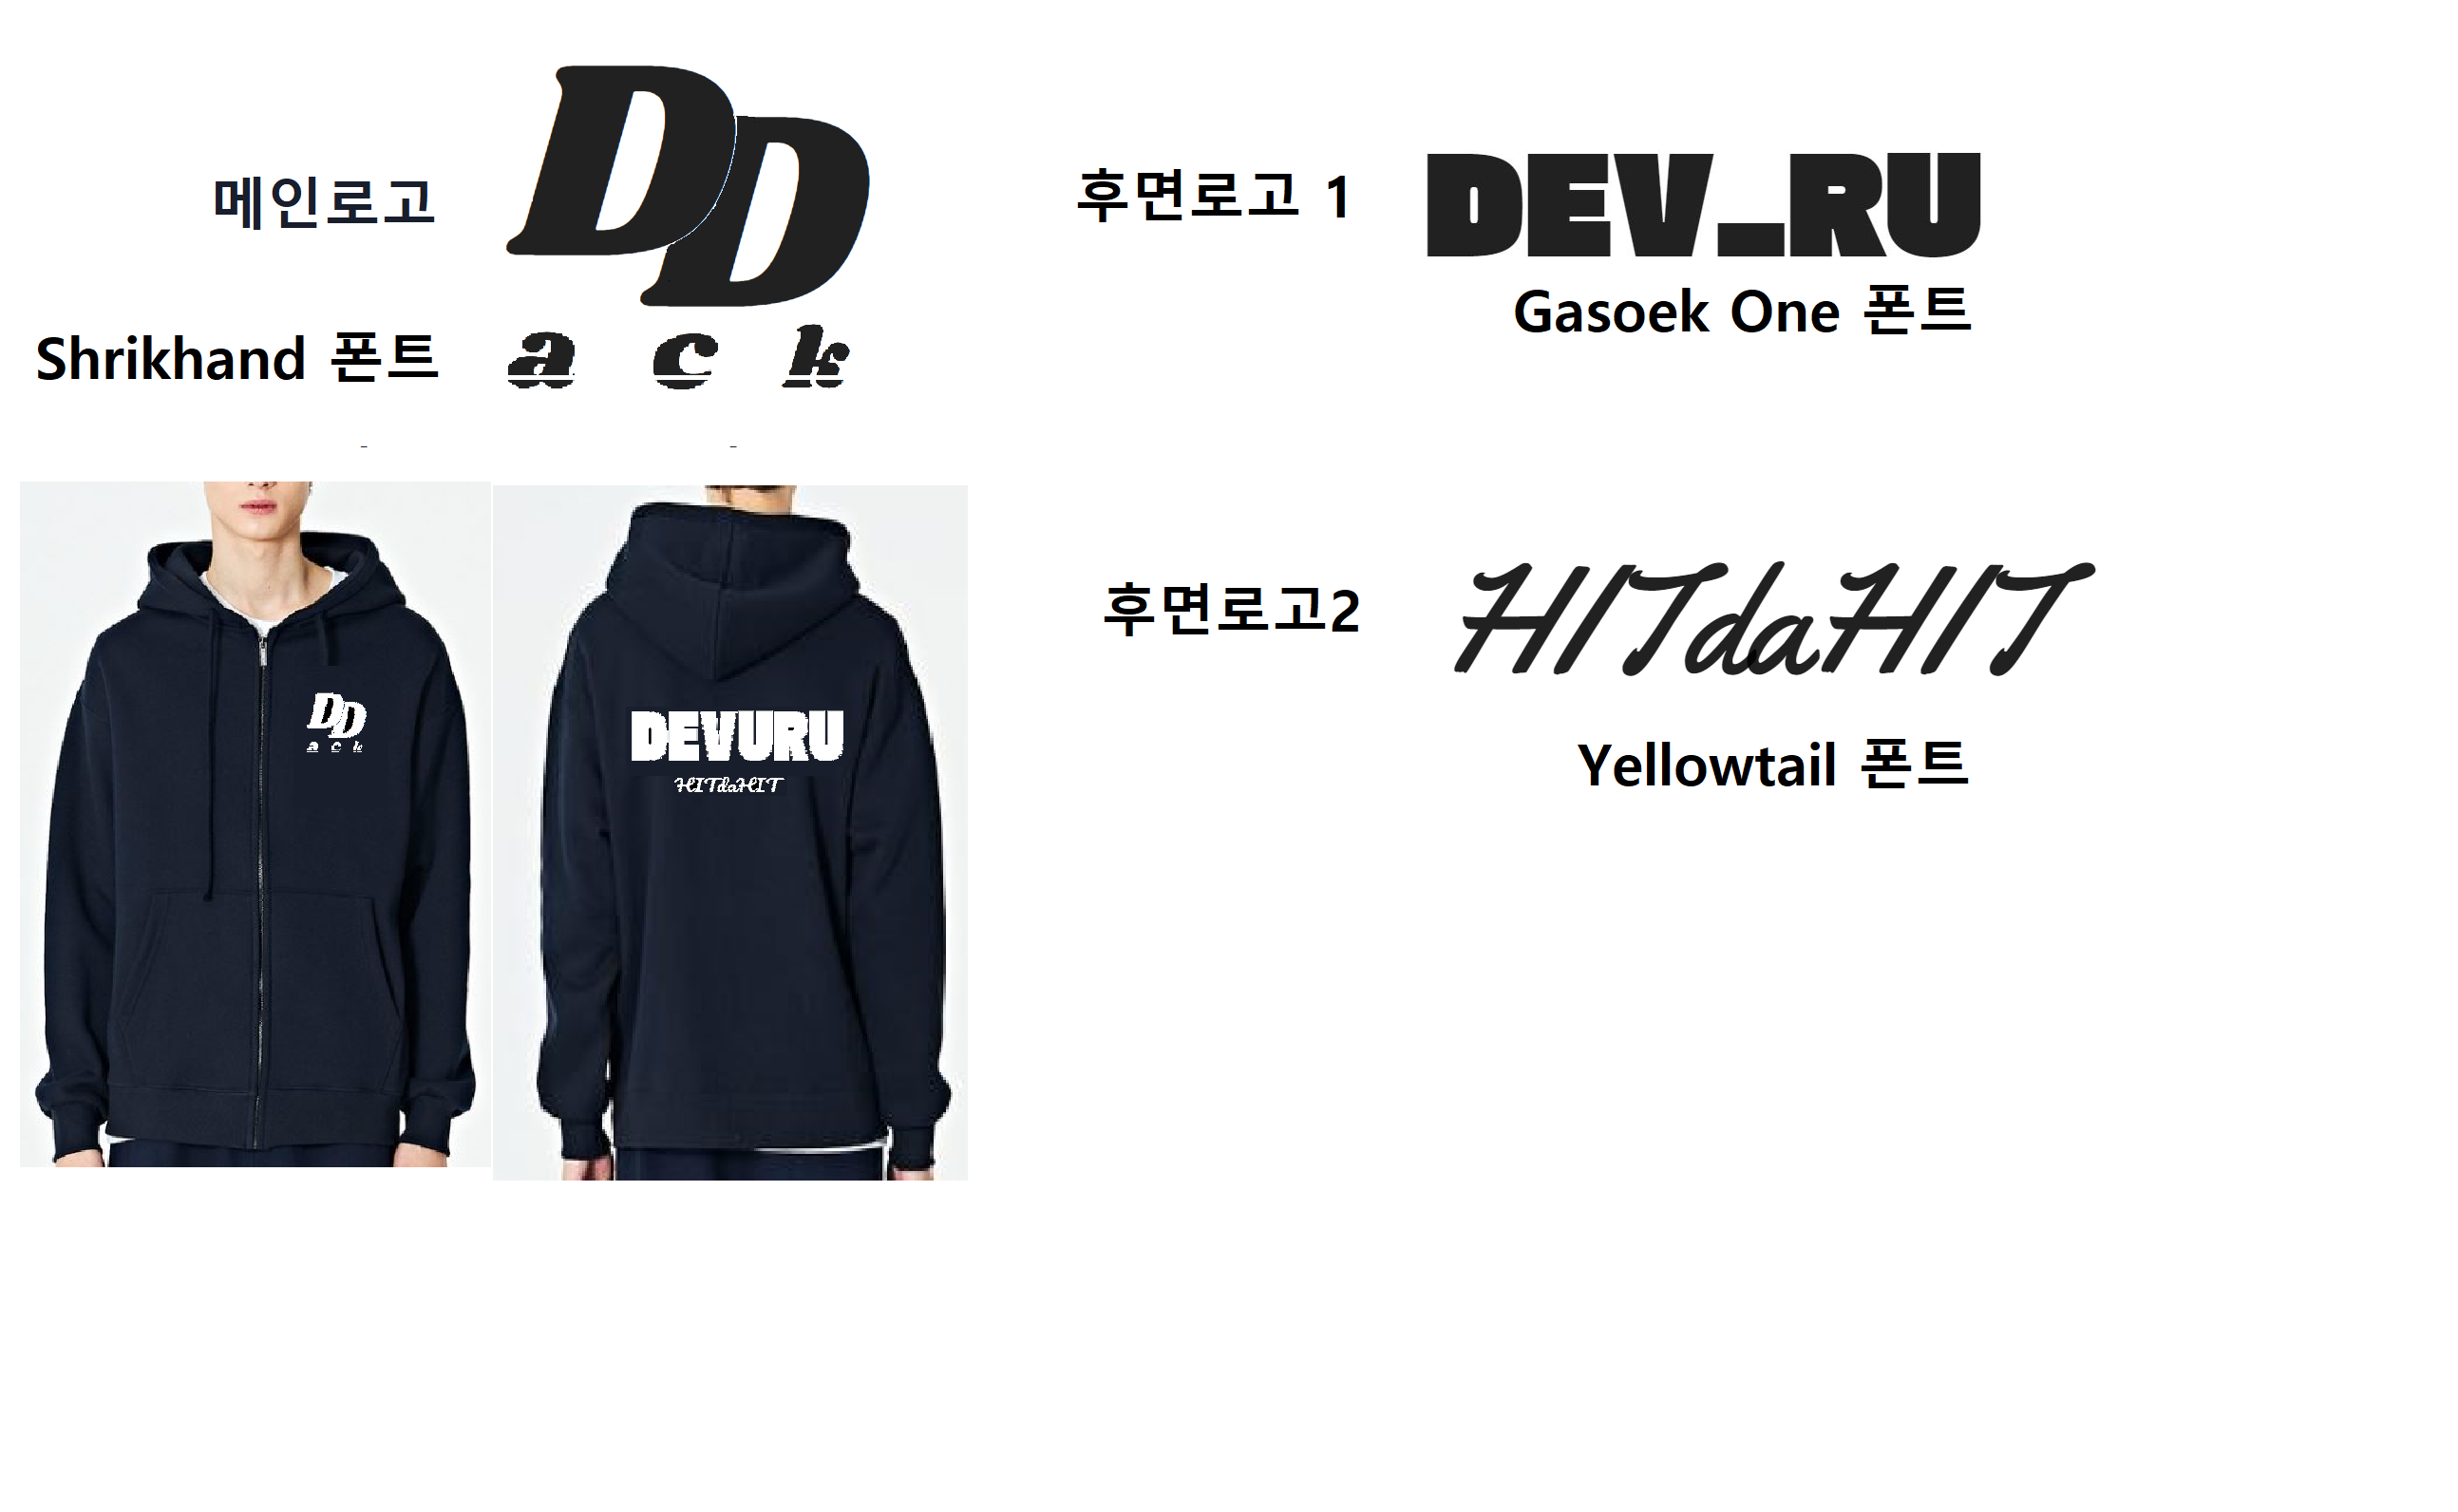 메인로고
DD
a c k
Shrikhand 폰트
후면로고 1
DEV_RU
Gasoek One 폰트
후면로고2
HITdaHIT
Yellowtail 폰트
DD
a c k
DEVURU
HITdaHIT